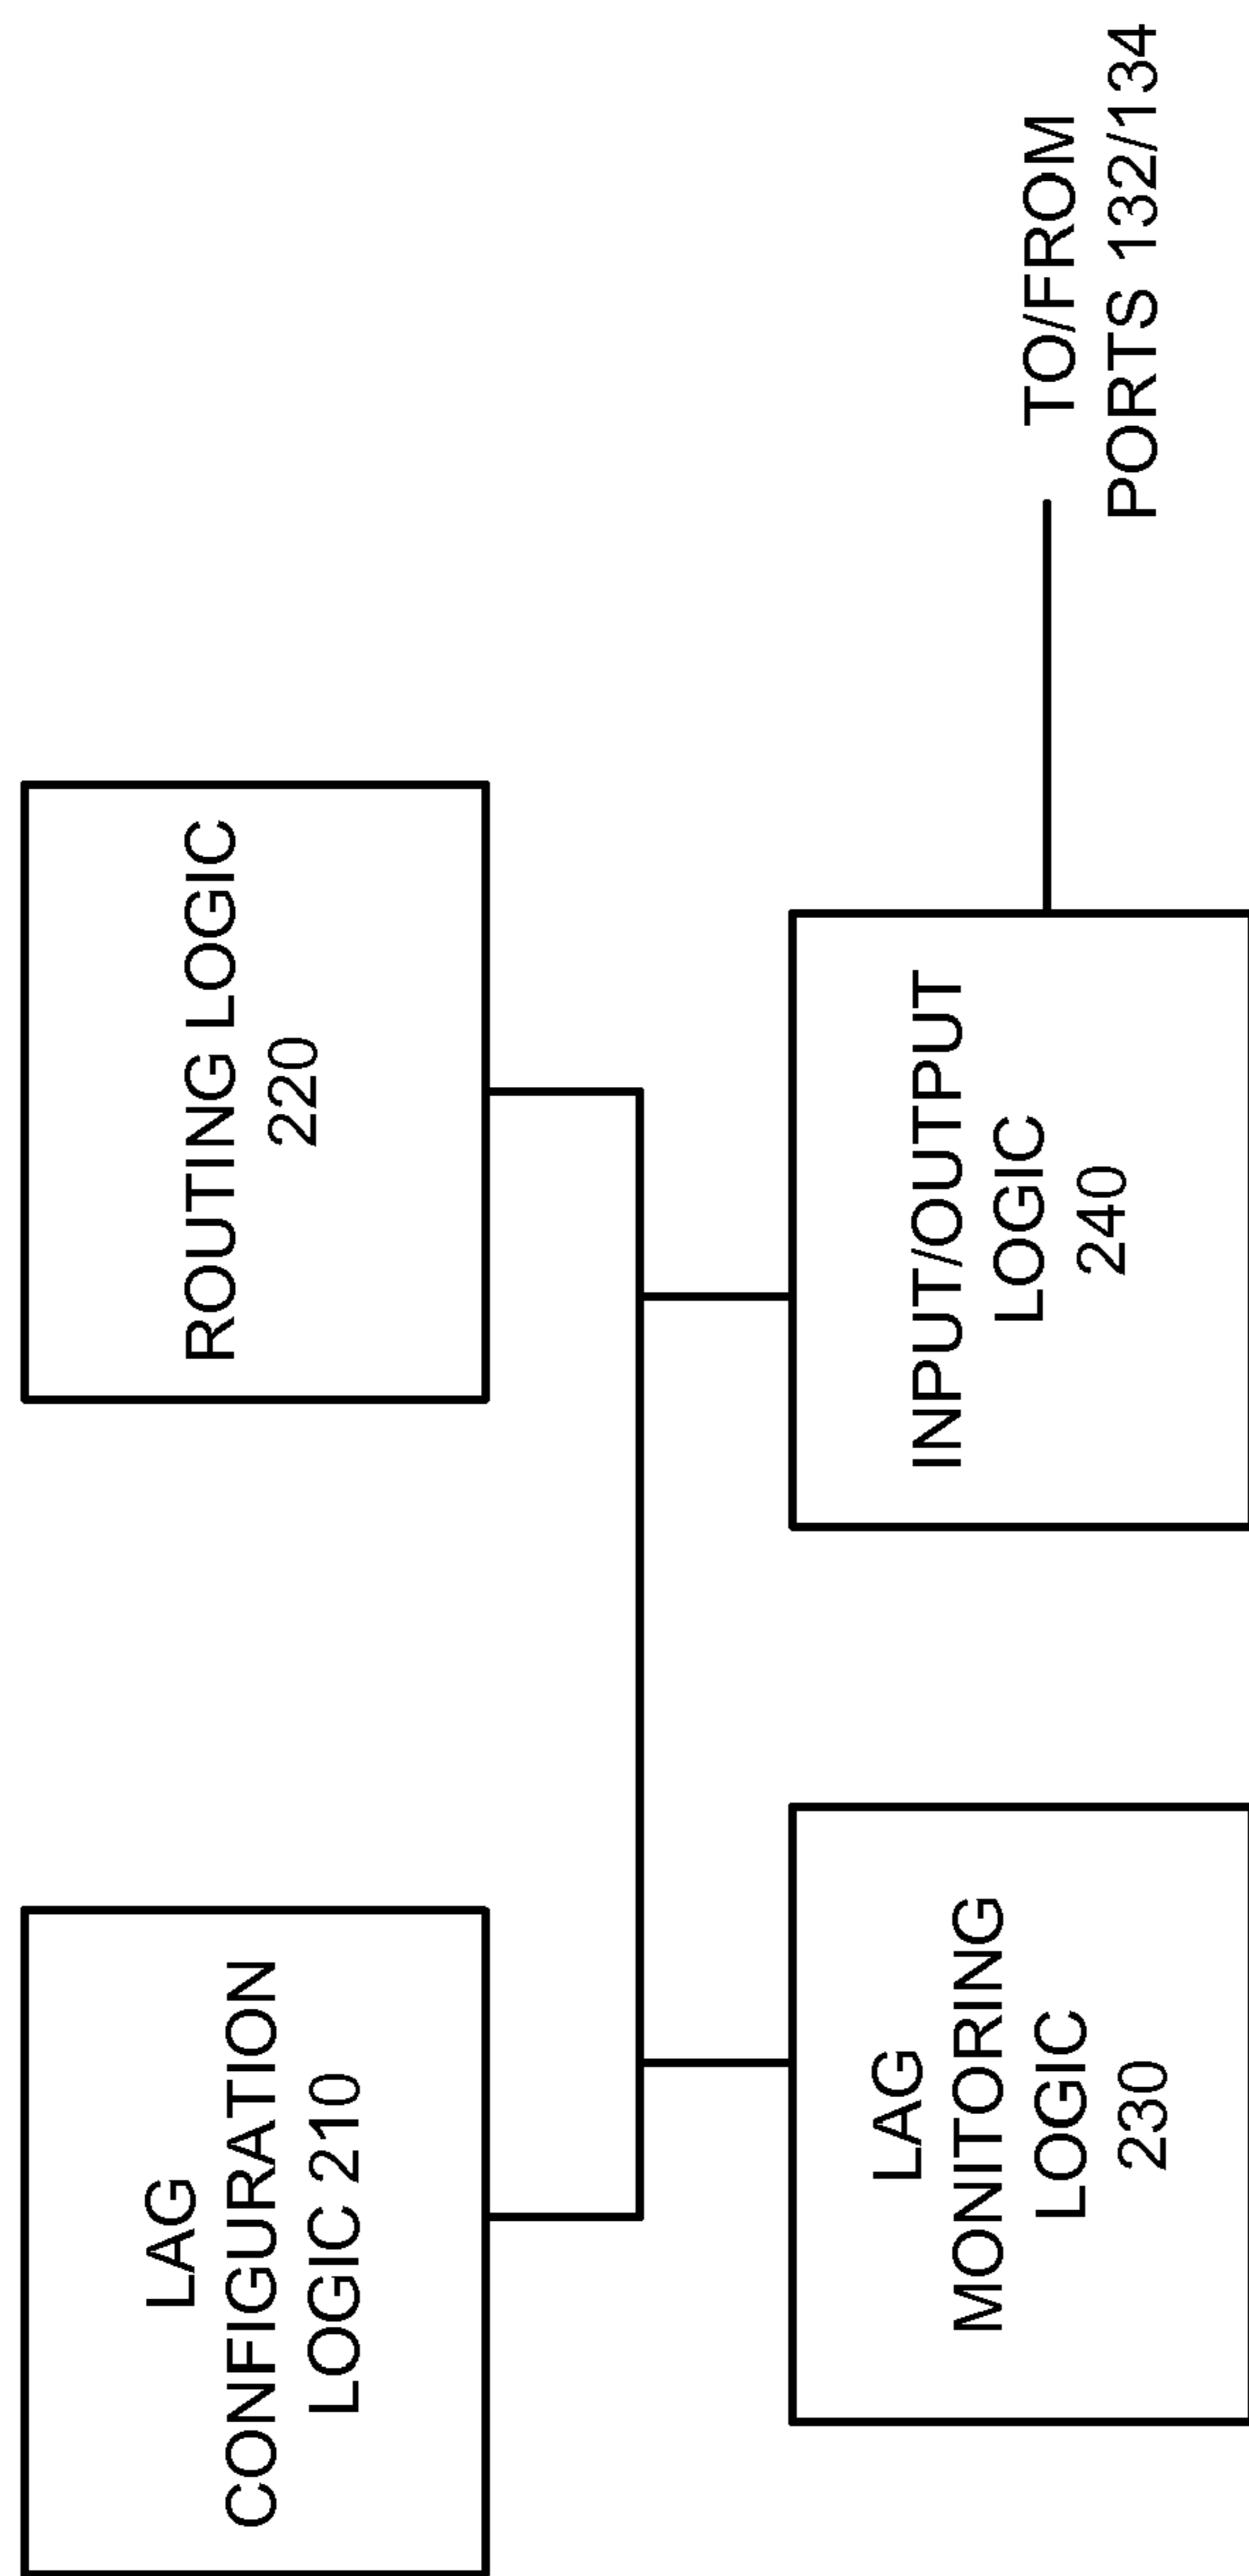 LAG
CONFIGURATION
LOGIC 210
ROUTING LOGIC
220
LAG
MONITORING
LOGIC
230
INPUT/OUTPUT
LOGIC
240
TO/FROM
PORTS 132/134